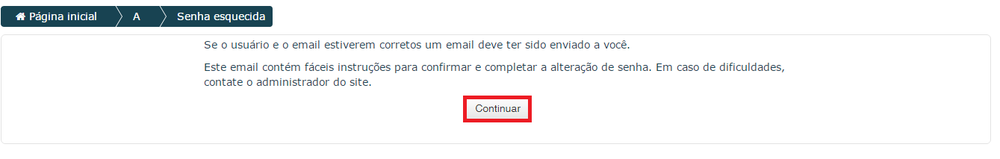 Página inicial A Senha esquecida
Se o usuário e o email estiverem corretos um email deve ter sido enviado a você.
Este email contém fáceis instruções para confirmar e completar a alteração de senha. Em caso de dificuldades,
contate o administrador do site.
Continuar